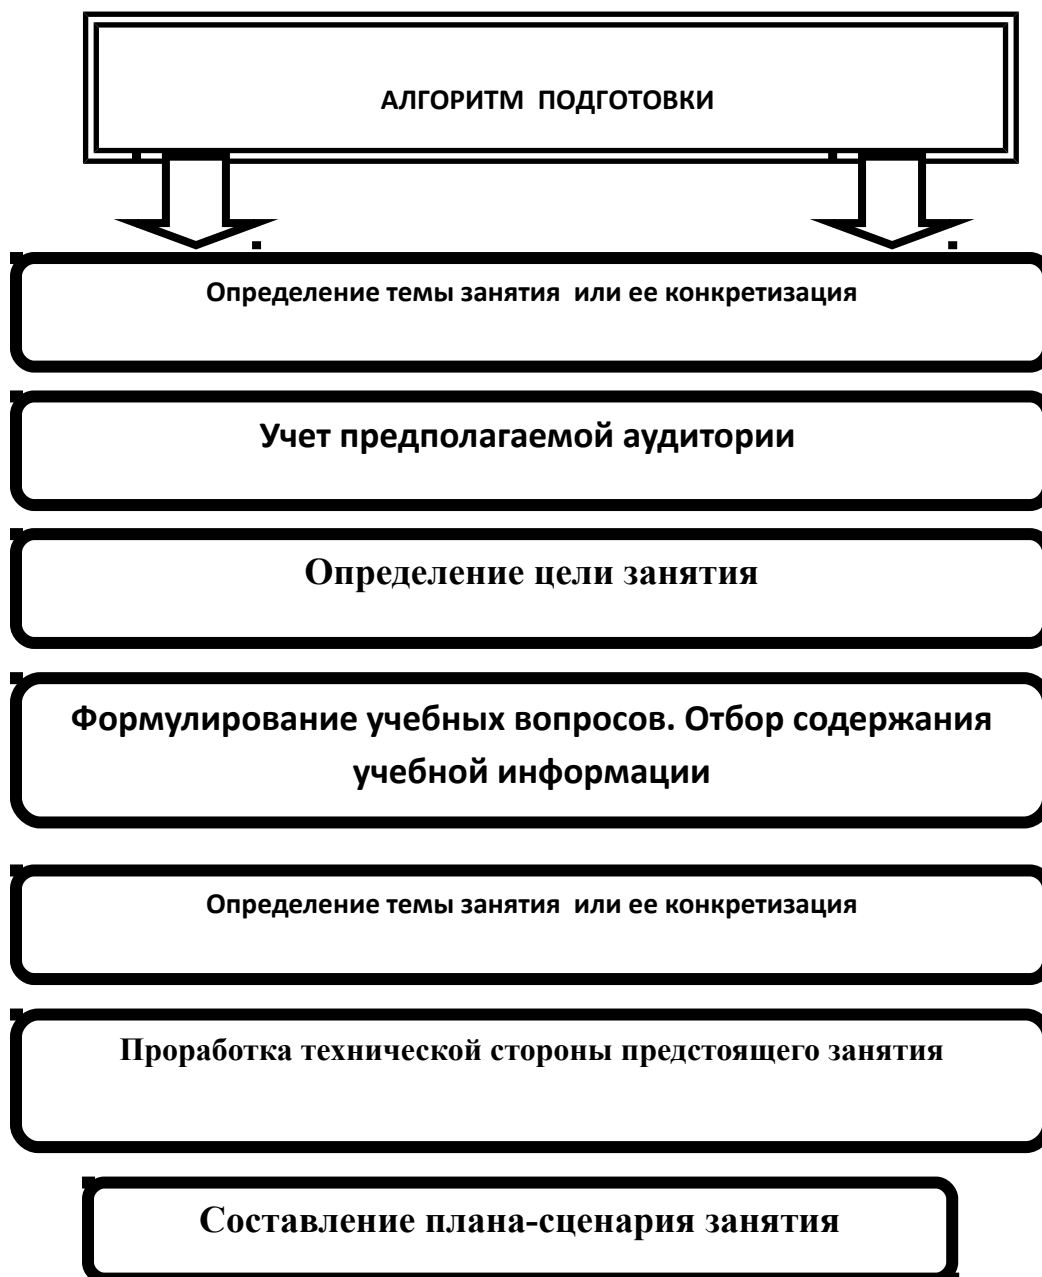 АЛГОРИТМ ПОДГОТОВКИ
Определение темы занятия или ее конкретизация
Учет предполагаемой аудитории
Определение цели занятия
Формулирование учебных вопросов. Отбор содержания
учебной информации
Определение темы занятия или ее конкретизация
Проработка технической стороны предстоящего занятия
Составление плана-сценария занятия